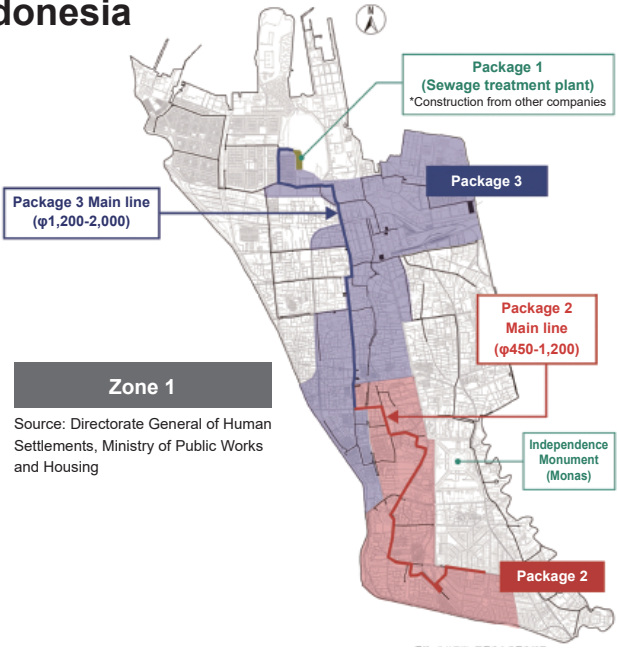 donesia
N
Package 1
(Sewage treatment plant)
*Construction from other companies
Package 3
Package 3 Main line
(φ1,200-2,000)
Package 2
Main line
(φ450-1,200)
Zone 1
Source: Directorate General of Human
Settlements, Ministry of Public Works
and Housing
Independence
Monument
(Monas)
Package 2